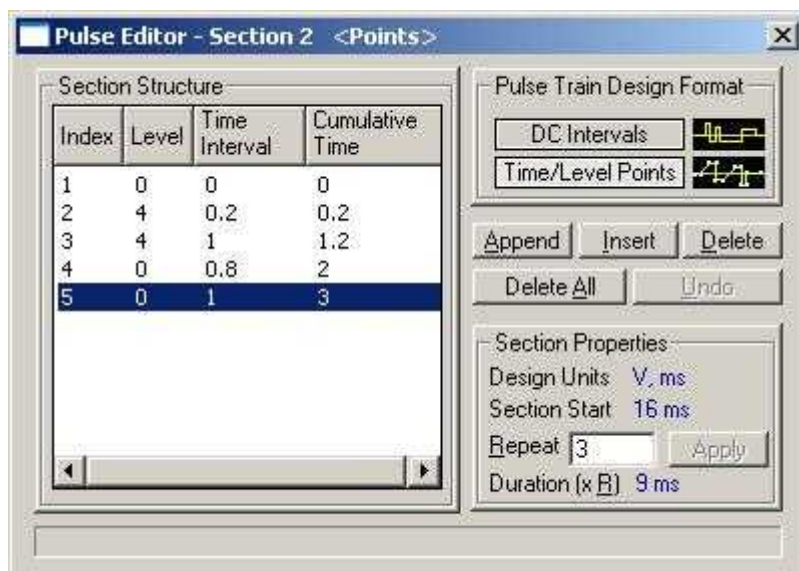 Pulse Editor - Section 2 <Points>
Section Structure
Index Level Time Interval Cumulative Time
1 0 0 0
2 4 0.2 0.2
3 4 1 1.2
4 0 0.8 2
5 0 1 3
Pulse Train Design Format
DC Intervals
Time/Level Points
Append Insert Delete
Delete All Undo
Section Properties
Design Units V, ms
Section Start 16 ms
Repeat 3 Apply
Duration (x R) 9 ms